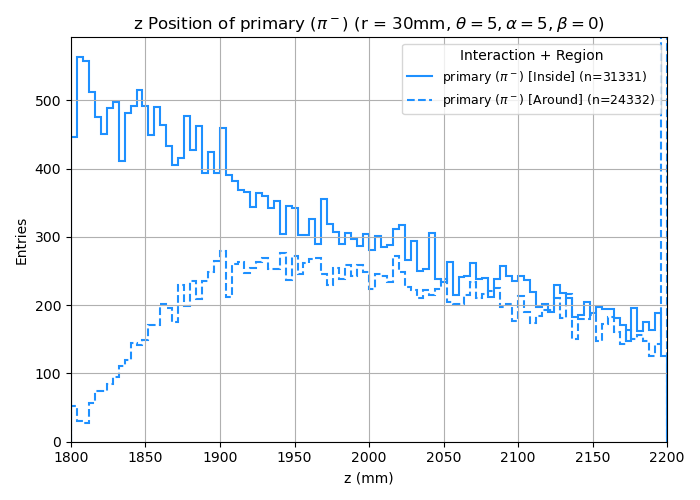 z Position of primary (π⁻) (r = 30mm, θ = 5, α = 5, β = 0)
Interaction + Region
primary (π⁻) [Inside] (n=31331)
primary (π⁻) [Around] (n=24332)
Entries
500
400
300
200
100
0
1800 1850 1900 1950 2000 2050 2100 2150 2200
z (mm)